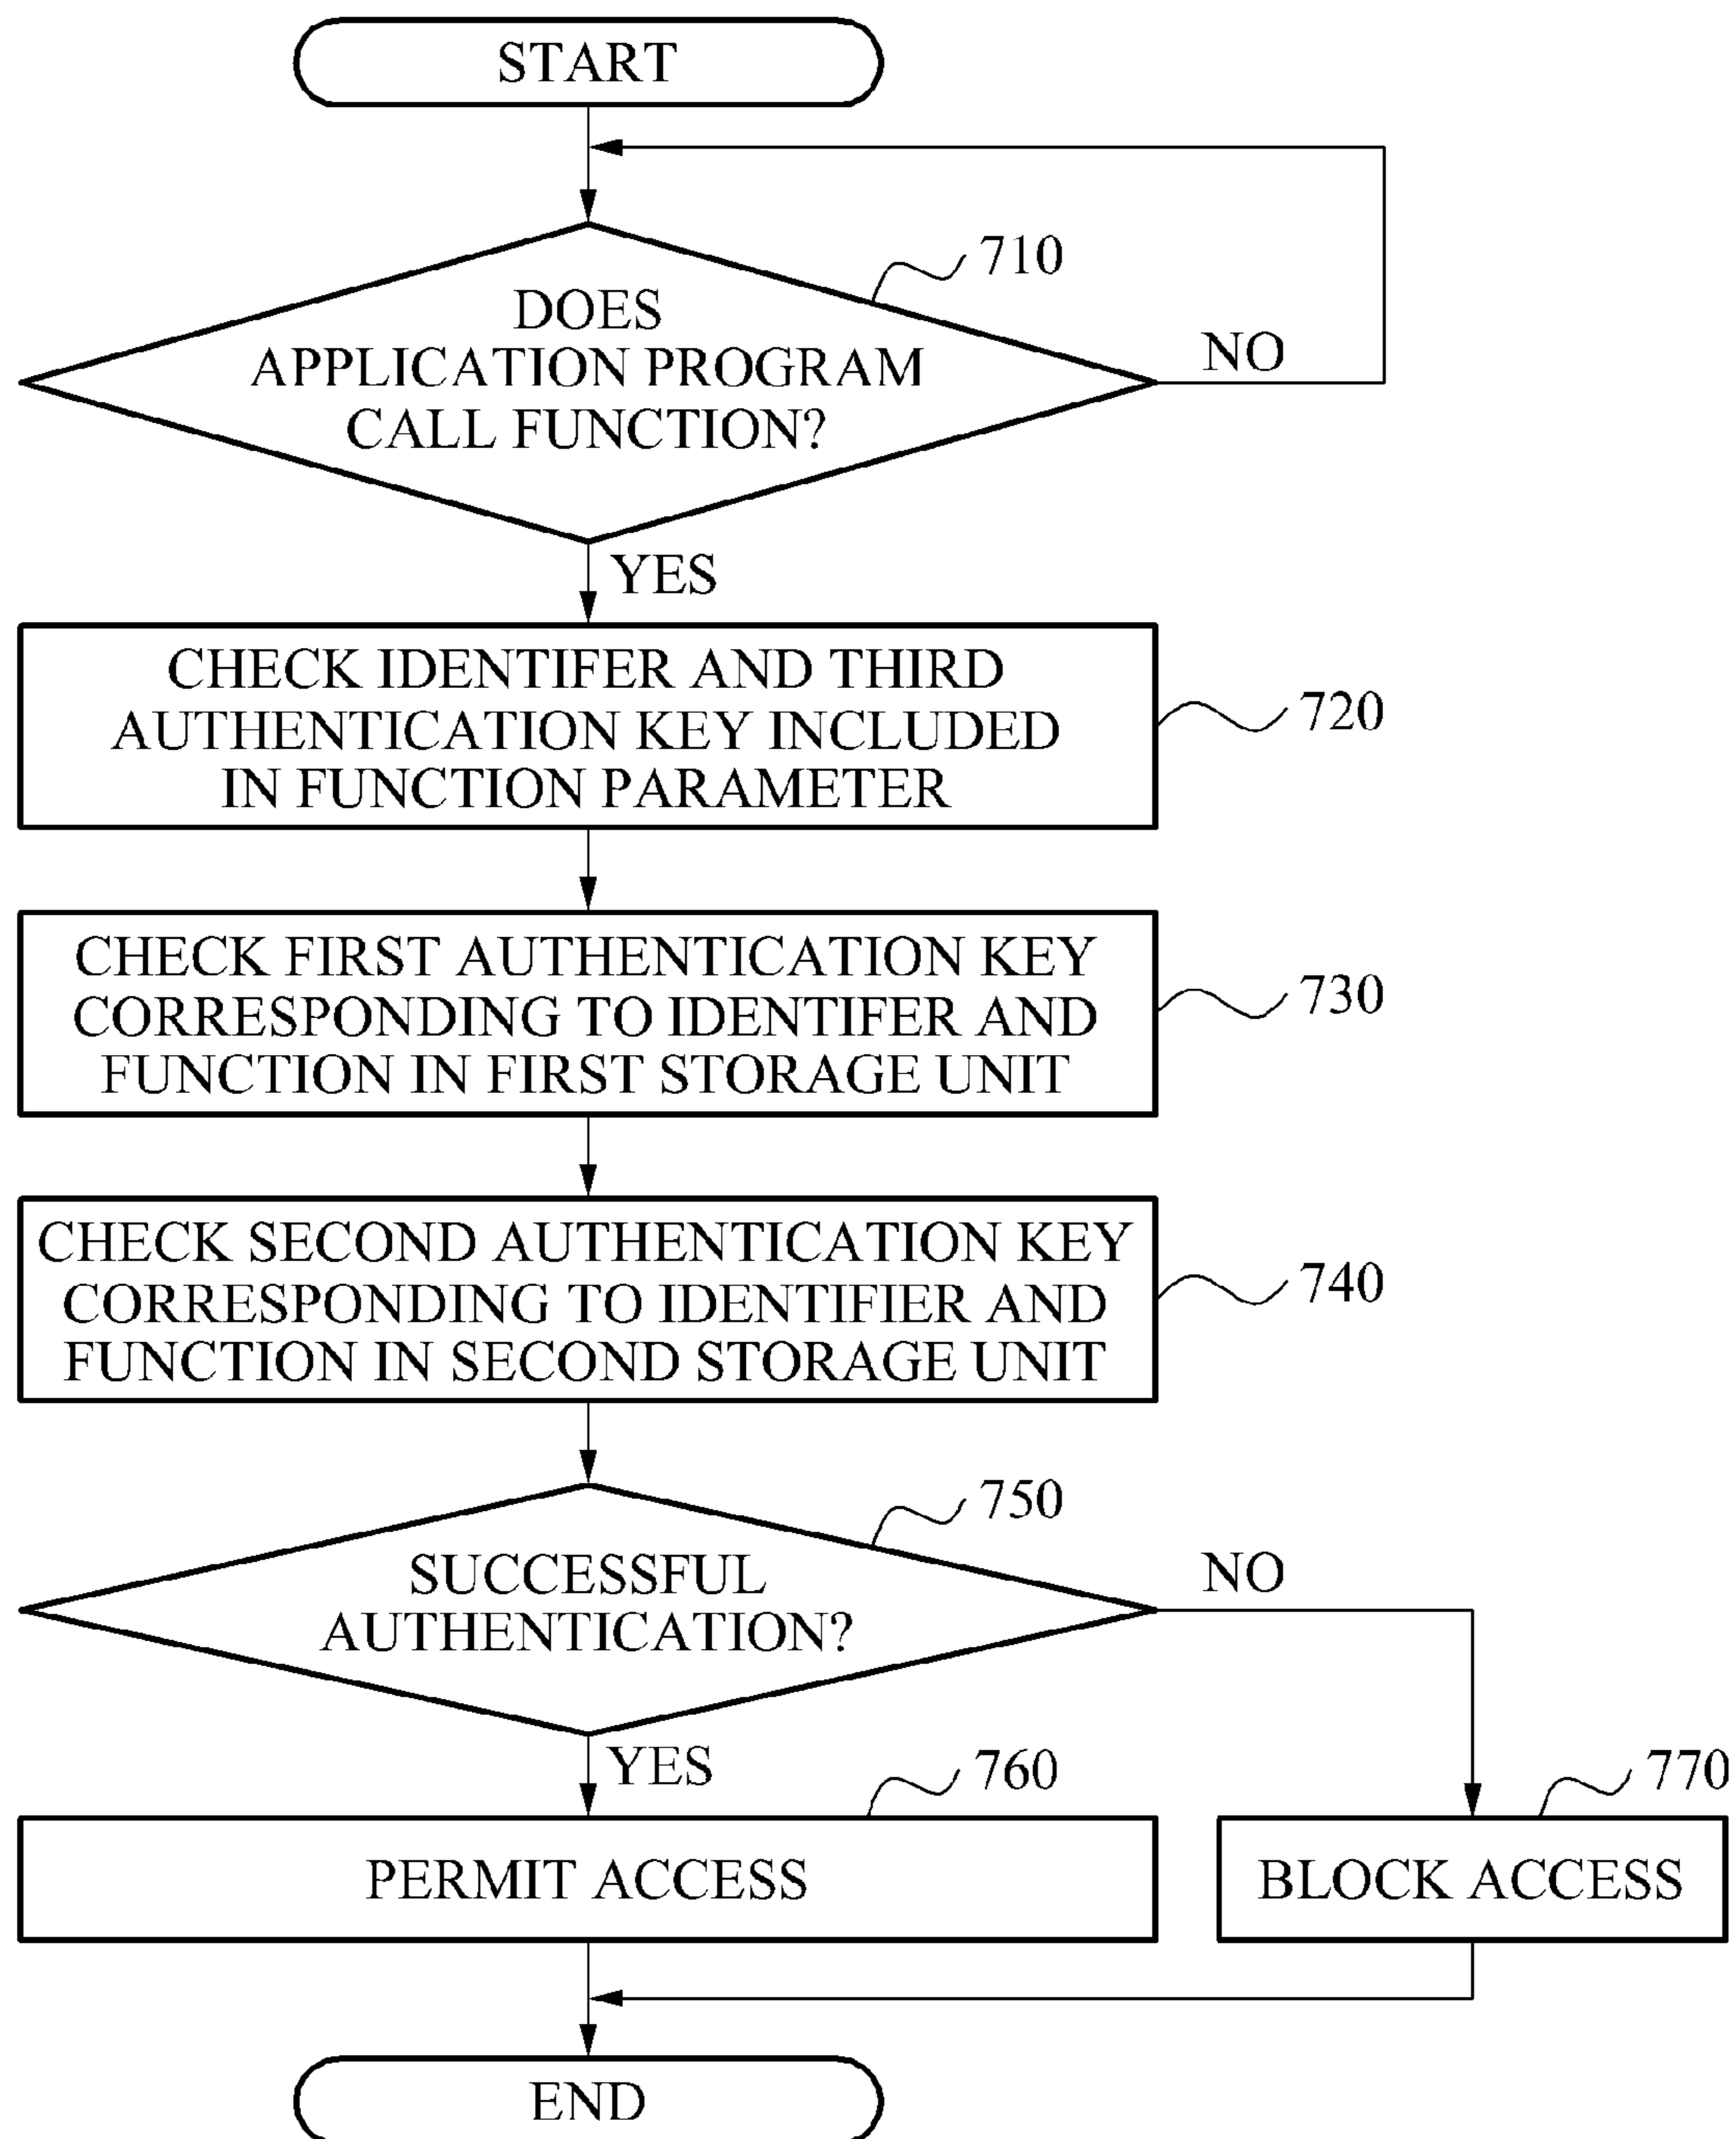 START
710
DOES
APPLICATION PROGRAM
CALL FUNCTION?
NO
YES
CHECK IDENTIFER AND THIRD
AUTHENTICATION KEY INCLUDED
IN FUNCTION PARAMETER
720
CHECK FIRST AUTHENTICATION KEY
CORRESPONDING TO IDENTIFER AND
FUNCTION IN FIRST STORAGE UNIT
730
CHECK SECOND AUTHENTICATION KEY
CORRESPONDING TO IDENTIFIER AND
FUNCTION IN SECOND STORAGE UNIT
740
750
SUCCESSFUL
AUTHENTICATION?
NO
YES
760
770
PERMIT ACCESS
BLOCK ACCESS
END